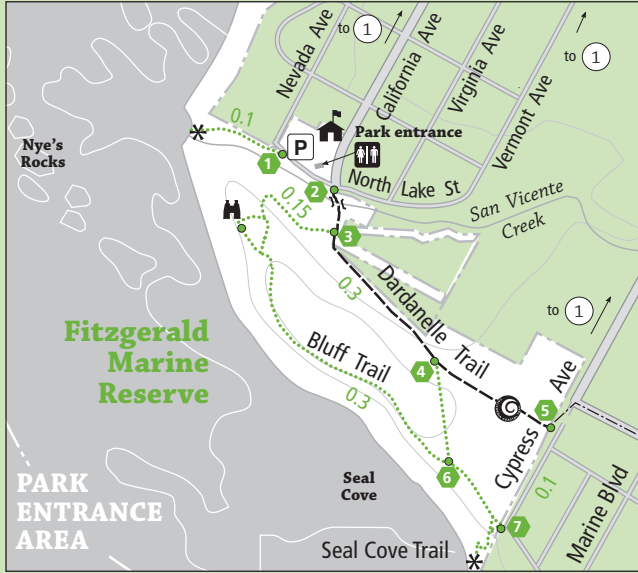 to 1
to 1
Nevada Ave
California Ave
Virginia Ave
Vermont Ave
0.1
P
Park entrance
Nye's
Rocks
1
2
North Lake St
San Vicente
Creek
0.15
3
0.3
Dardanelle Trail
to 1
Fitzgerald
Marine
Reserve
Bluff Trail
4
0.3
5
Cypress Ave
6
Seal
Cove
0.1
Marine Blvd
PARK
ENTRANCE
AREA
7
Seal Cove Trail